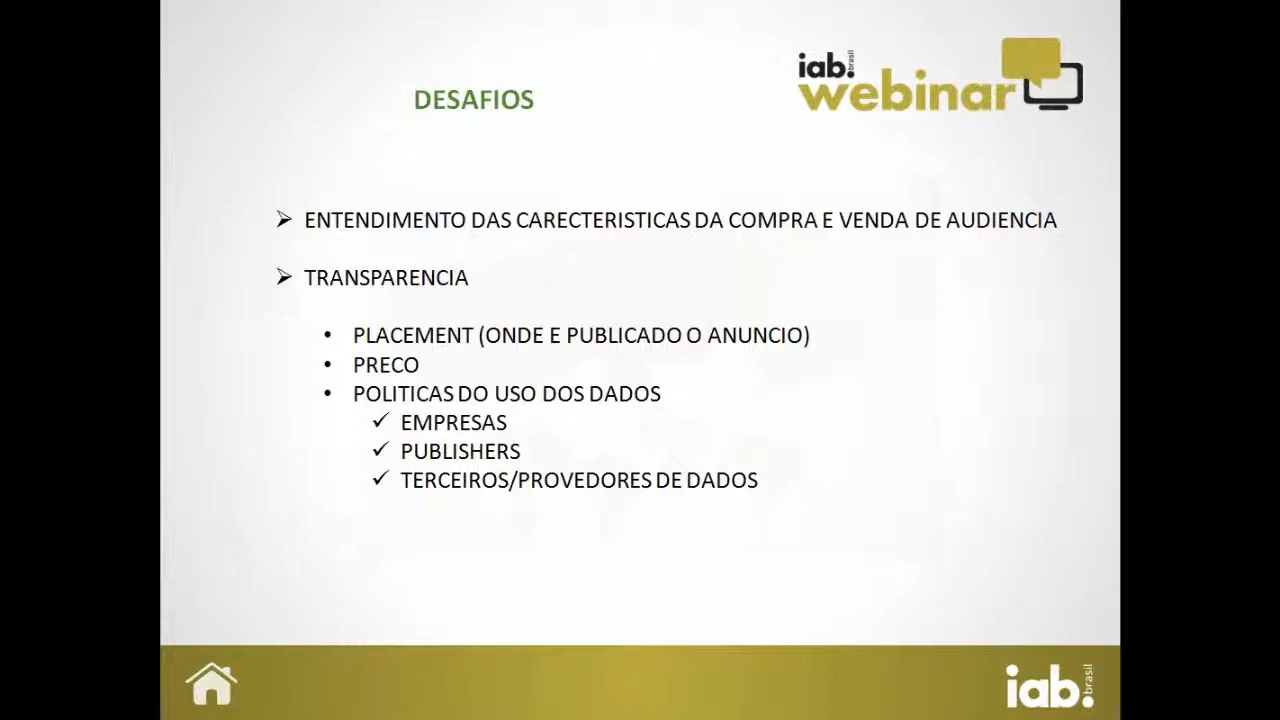 iab.brasil
webinar
DESAFIOS
ENTENDIMENTO DAS CARECTERISTICAS DA COMPRA E VENDA DE AUDIENCIA
TRANSPARENCIA
PLACEMENT (ONDE E PUBLICADO O ANUNCIO)
PRECO
POLITICAS DO USO DOS DADOS
EMPRESAS
PUBLISHERS
TERCEIROS/PROVEDORES DE DADOS
iab.brasil